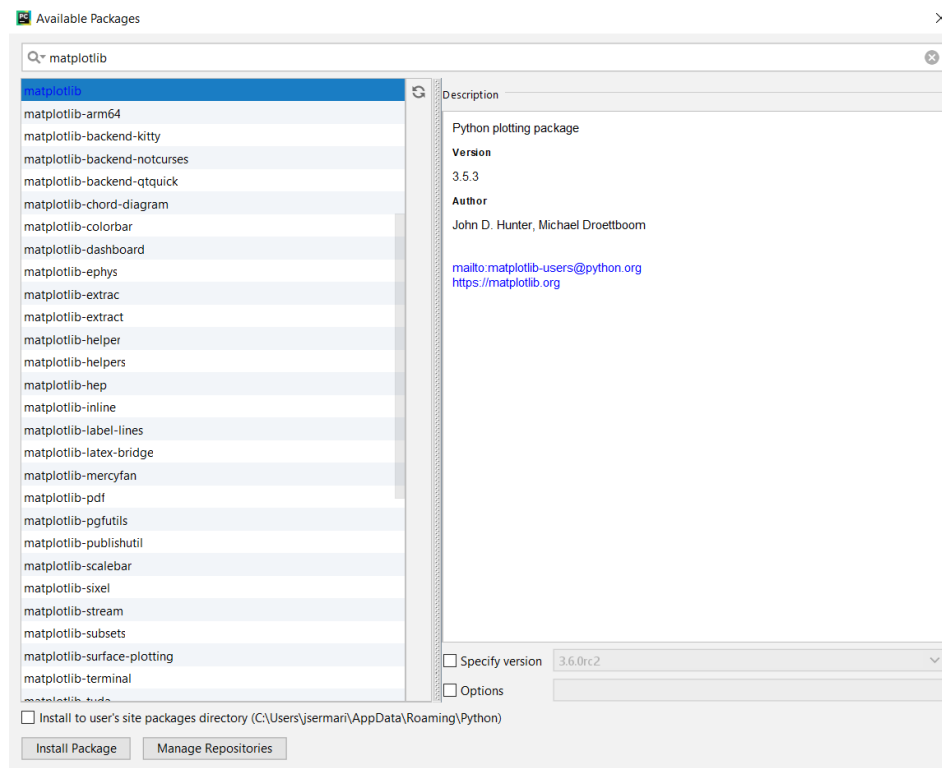 PC Available Packages
matplotlib
matplotlib
matplotlib-arm64
matplotlib-backend-kitty
matplotlib-backend-notcurses
matplotlib-backend-qtquick
matplotlib-chord-diagram
matplotlib-colorbar
matplotlib-dashboard
matplotlib-ephys
matplotlib-extrac
matplotlib-extract
matplotlib-helper
matplotlib-helpers
matplotlib-hep
matplotlib-inline
matplotlib-label-lines
matplotlib-latex-bridge
matplotlib-mercyfan
matplotlib-pdf
matplotlib-pgfutils
matplotlib-publishutil
matplotlib-scalebar
matplotlib-sixel
matplotlib-stream
matplotlib-subsets
matplotlib-surface-plotting
matplotlib-terminal
Description
Python plotting package
Version
3.5.3
Author
John D. Hunter, Michael Droettboom
mailto:matplotlib-users@python.org
https://matplotlib.org
Specify version 3.6.0rc2
Options
Install to user's site packages directory (C:\Users\jsermari\AppData\Roaming\Python)
Install Package Manage Repositories